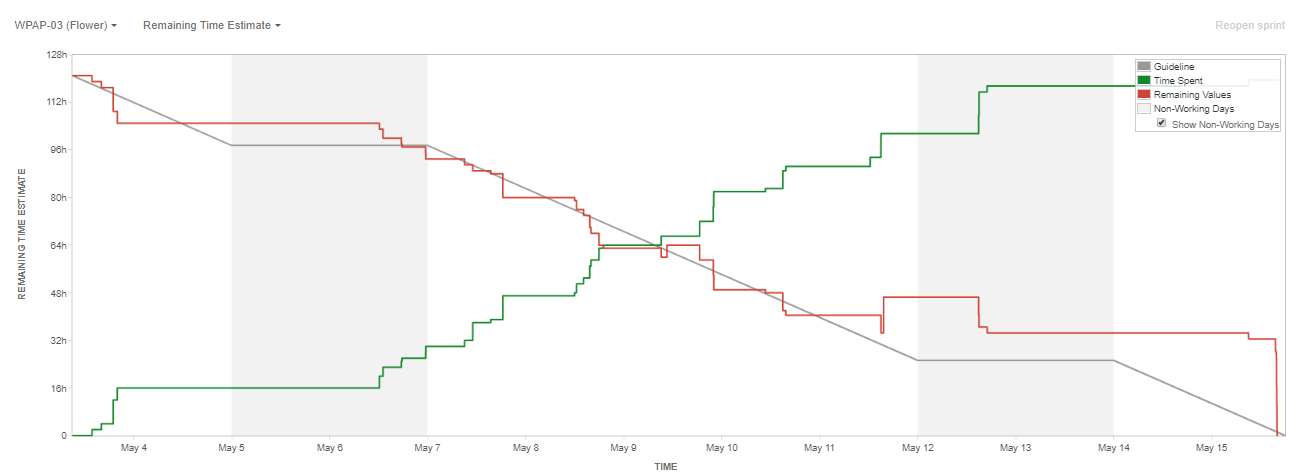 WPAP-03 (Flower) Remaining Time Estimate Reopen sprint
REMAINING TIME ESTIMATE
128h
112h
96h
80h
64h
48h
32h
16h
0
Guideline
Time Spent
Remaining Values
Non-Working Days
Show Non-Working Days
May 4 May 5 May 6 May 7 May 8 May 9 May 10 May 11 May 12 May 13 May 14 May 15
TIME